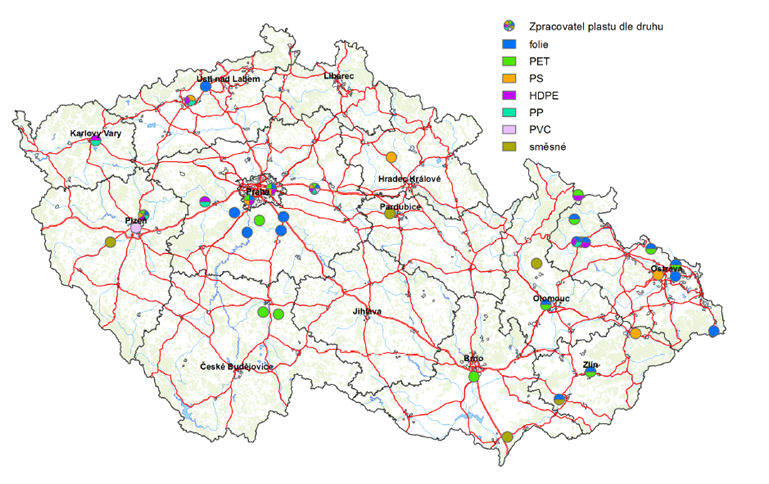 Zpracovatel plastu dle druhu
folie
PET
PS
HDPE
PP
PVC
směsné
Ústí nad Labem
Liberec
Karlovy Vary
Hradec Králové
Praha
Pardubice
Plzeň
Ostrava
Olomouc
Jihlava
Brno
Zlín
České Budějovice